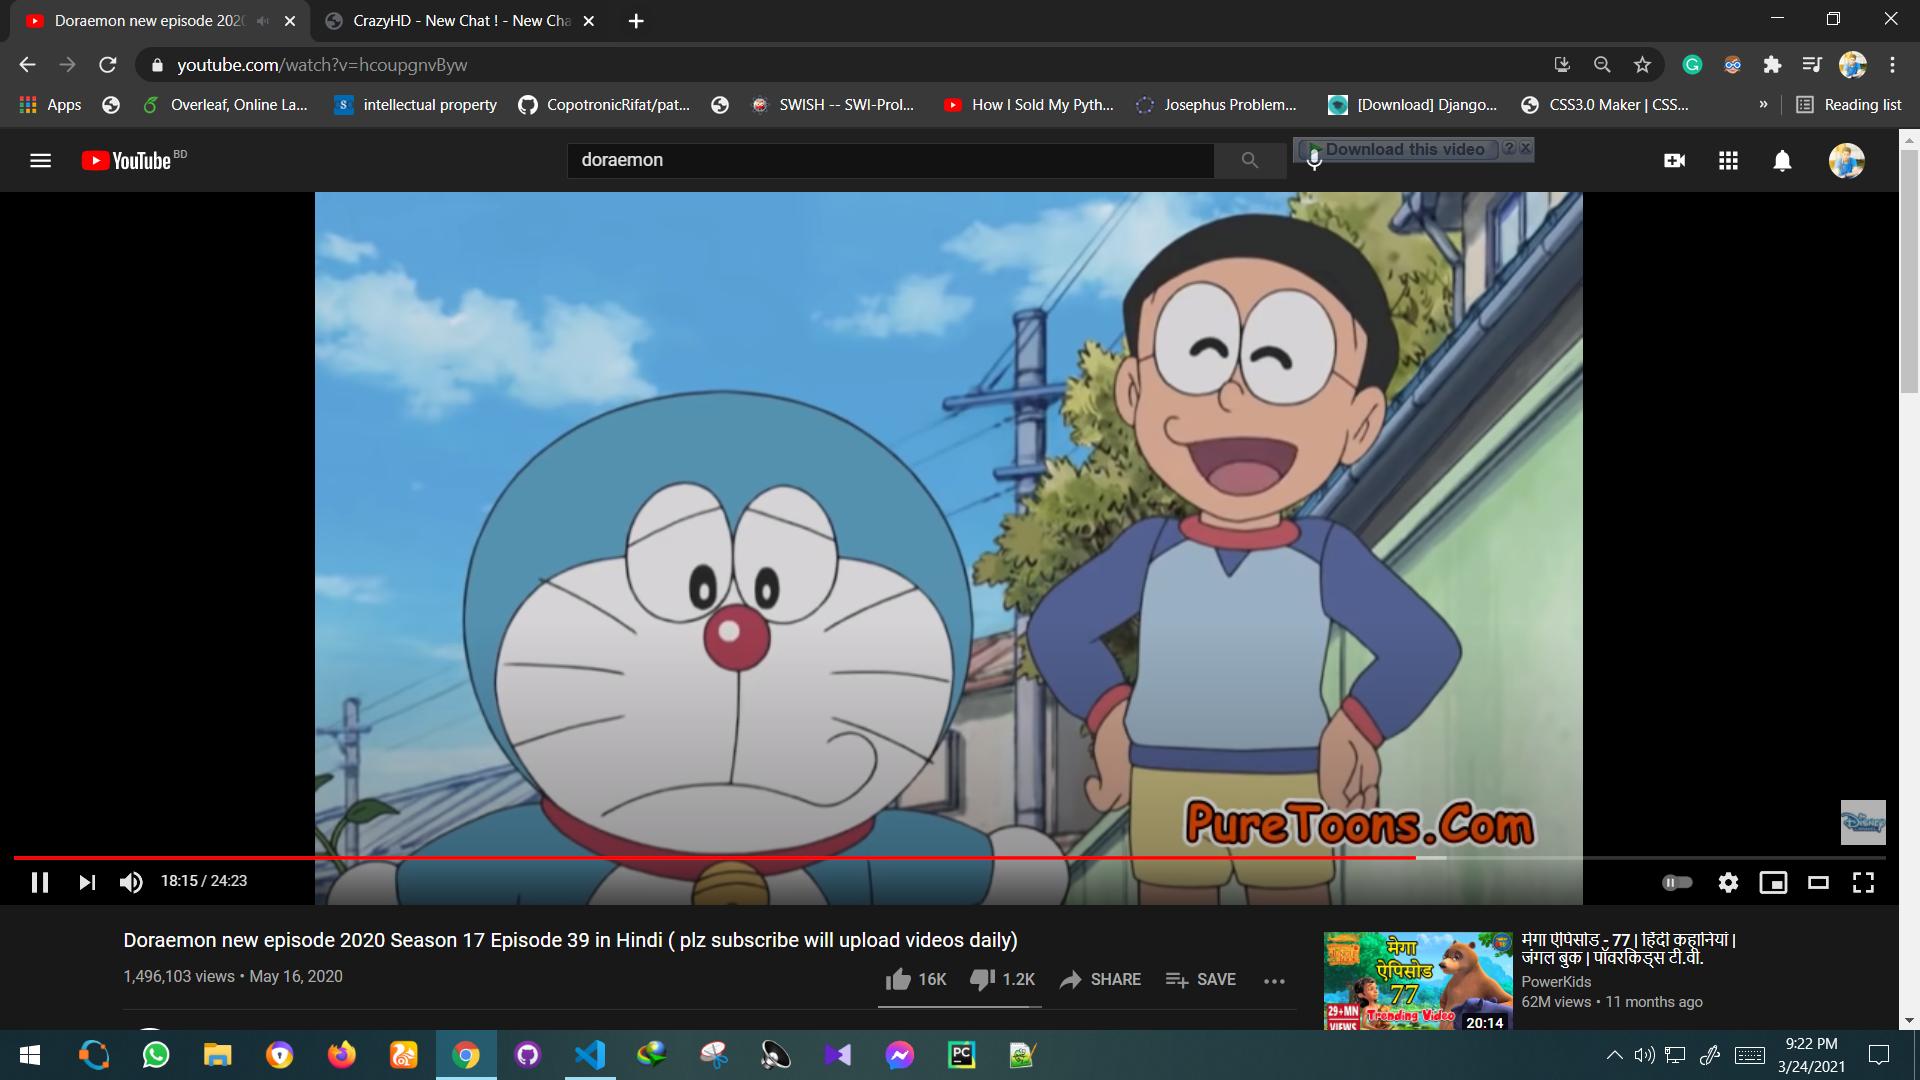 Doraemon new episode 202
CrazyHD - New Chat ! - New Cha
youtube.com/watch?v=hcoupgnvByw
Apps
Overleaf, Online La...
intellectual property
CopotronicRifat/pat...
SWISH -- SWI-Prol...
How I Sold My Pyth...
Josephus Problem...
[Download] Django...
CSS3.0 Maker | CSS...
»
Reading list
YouTube BD
doraemon
Download this video
?
PureToons.Com
Disney
18:15 / 24:23
Doraemon new episode 2020 Season 17 Episode 39 in Hindi ( plz subscribe will upload videos daily)
1,496,103 views • May 16, 2020
16K
1.2K
SHARE
SAVE
मेगा
ऐपिसोड
77
29+MN
VIEWS
Trending Video
20:14
मेगा ऐपिसोड - 77 | हिंदी कहानियां |
जंगल बुक | पॉवरकिड्स टी.वी.
PowerKids
62M views • 11 months ago
PC
9:22 PM
3/24/2021